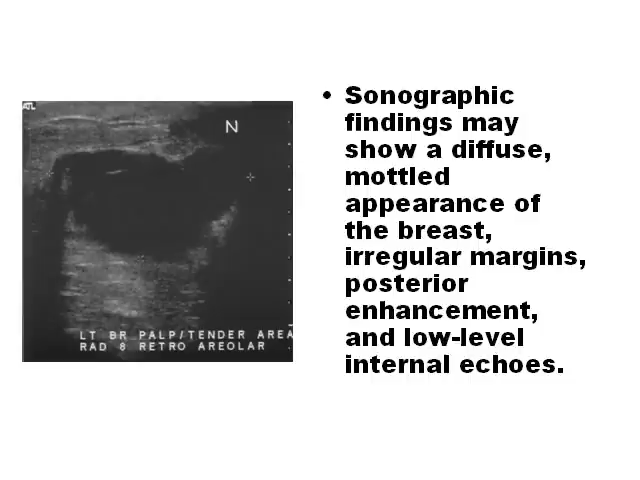 ATL
N
LT BR PALP/TENDER AREA
RAD 8 RETRO AREOLAR
• Sonographic
findings may
show a diffuse,
mottled
appearance of
the breast,
irregular margins,
posterior
enhancement,
and low-level
internal echoes.